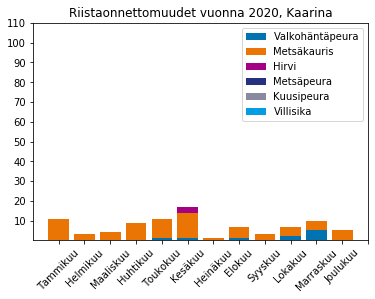 Riistaonnettomuudet vuonna 2020, Kaarina
110
100
90
80
70
60
50
40
30
20
10
Valkohäntäpeura
Metsäkauris
Hirvi
Metsäpeura
Kuusipeura
Villisika
Tammikuu
Helmikuu
Maaliskuu
Huhtikuu
Toukokuu
Kesäkuu
Heinäkuu
Elokuu
Syyskuu
Lokakuu
Marraskuu
Joulukuu